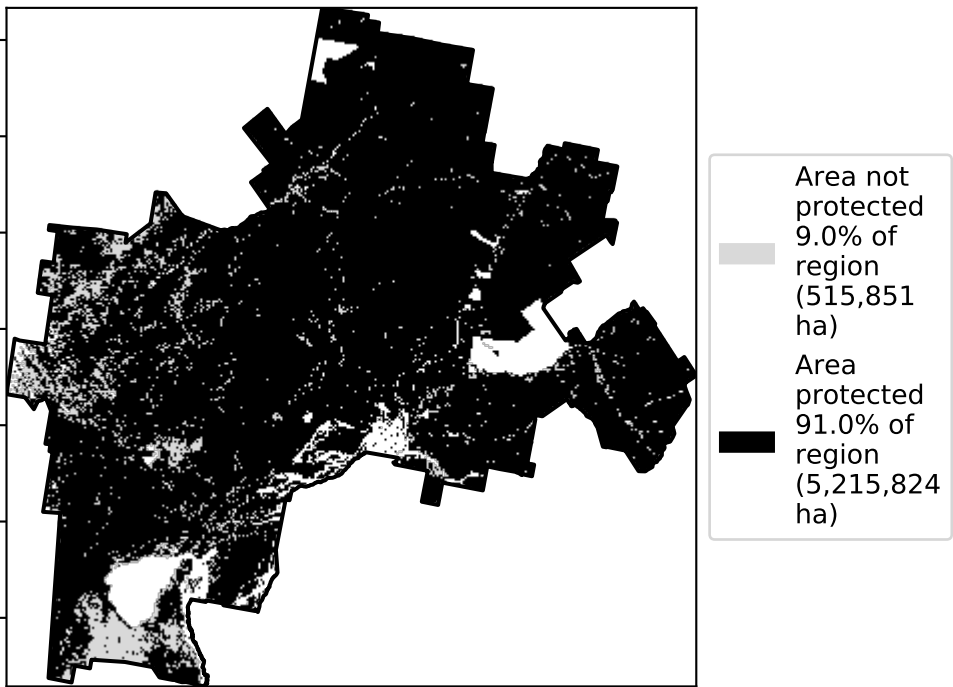 Area not
protected
9.0% of
region
(515,851
ha)
Area
protected
91.0% of
region
(5,215,824
ha)